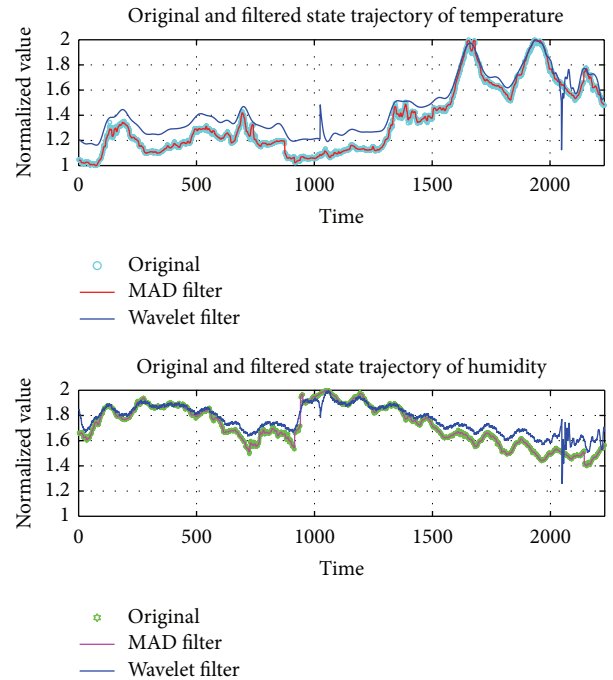 Original and filtered state trajectory of temperature
Normalized value
2
1.8
1.6
1.4
1.2
1
0 500 1000 1500 2000
Time
Original
MAD filter
Wavelet filter
Original and filtered state trajectory of humidity
Normalized value
2
1.8
1.6
1.4
1.2
1
0 500 1000 1500 2000
Time
Original
MAD filter
Wavelet filter